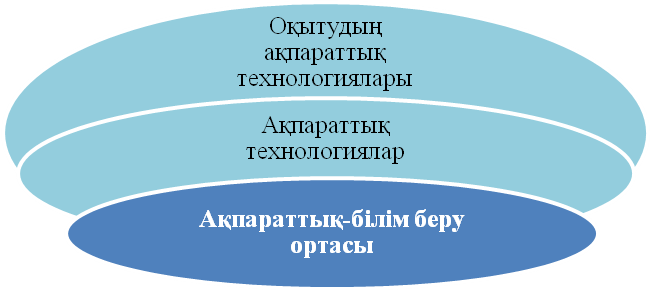 Оқытудың
ақпараттық
технологиялары
Ақпараттық
технологиялар
Ақпараттық-білім беру
ортасы